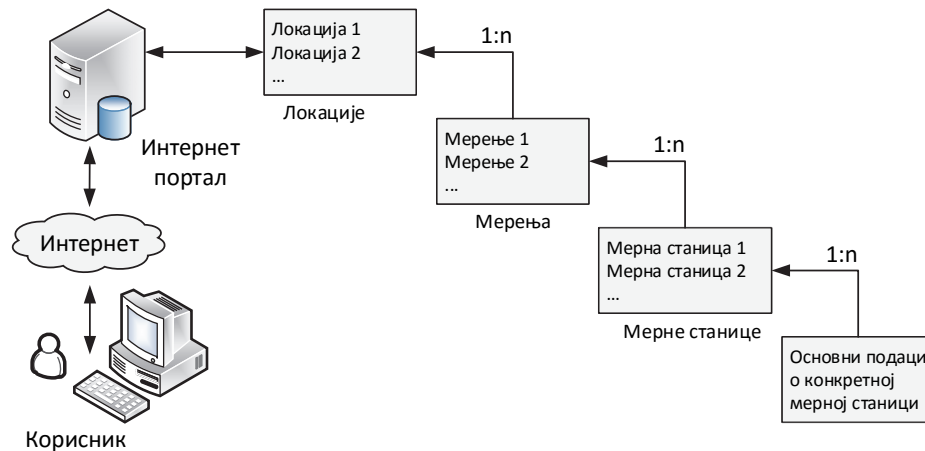 Локација 1
Локација 2
...
Локације
1:n
Интернет
портал
Мерење 1
Мерење 2
...
Мерења
1:n
Интернет
Мерна станица 1
Мерна станица 2
...
Мерне станице
1:n
Основни подаци
о конкретној
мерној станици
Корисник